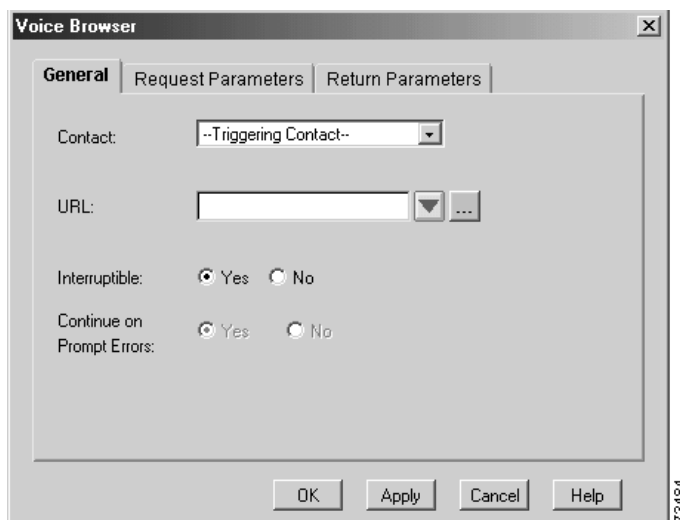 Voice Browser
General
Request Parameters
Return Parameters
Contact:
--Triggering Contact--
URL:
...
Interruptible:
Yes
No
Continue on
Prompt Errors:
Yes
No
OK
Apply
Cancel
Help
73484